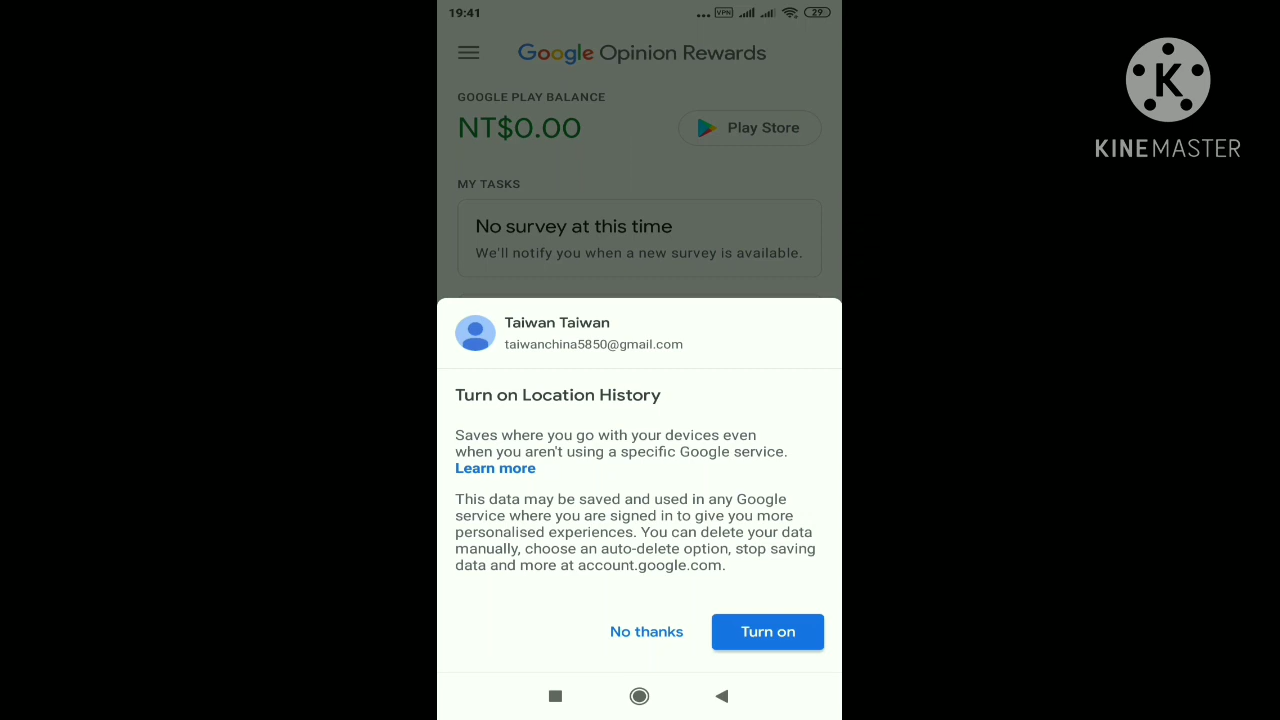 19:41
VPN
29
Google Opinion Rewards
GOOGLE PLAY BALANCE
NT$0.00
Play Store
MY TASKS
No survey at this time
We'll notify you when a new survey is available.
Taiwan Taiwan
taiwanchina5850@gmail.com
Turn on Location History
Saves where you go with your devices even
when you aren't using a specific Google service.
Learn more
This data may be saved and used in any Google
service where you are signed in to give you more
personalised experiences. You can delete your data
manually, choose an auto-delete option, stop saving
data and more at account.google.com.
No thanks
Turn on
K
KINEMASTER